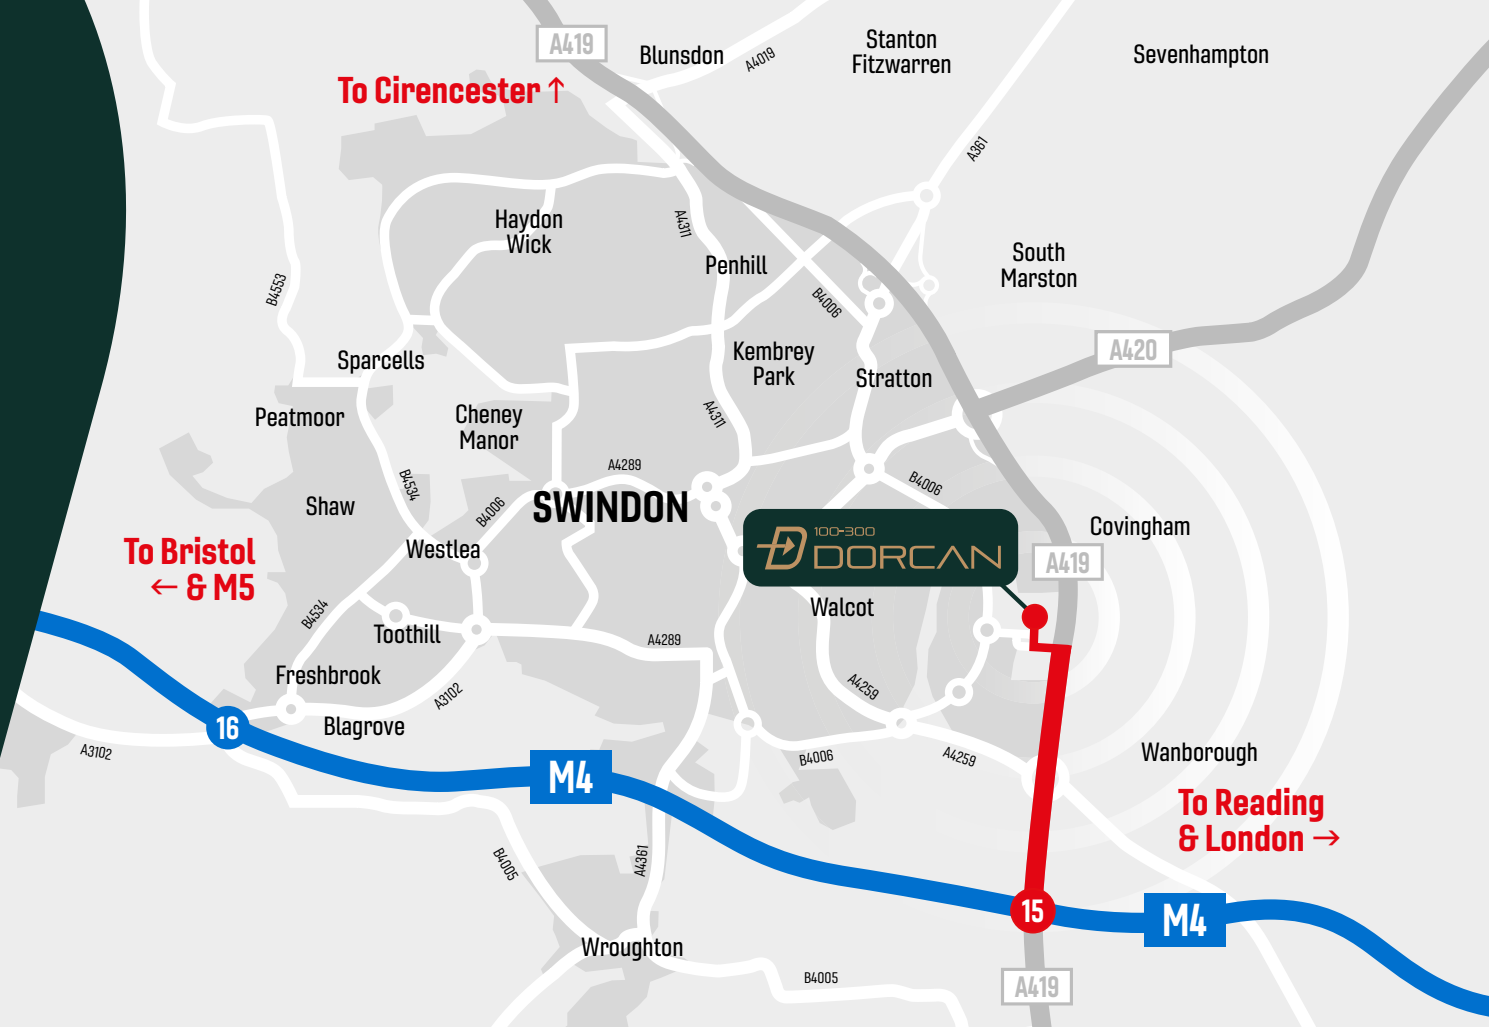 A419
Blunsdon
A4019
Stanton
Fitzwarren
Sevenhampton
To Cirencester ↑
A361
Haydon
Wick
A4311
Penhill
South
Marston
B4553
B4006
A420
Sparcells
Kembrey
Park
Stratton
Peatmoor
Cheney
Manor
A4311
A4289
B4534
B4006
B4006
Shaw
SWINDON
100-300
DORCAN
Covingham
To Bristol
← & M5
Westlea
A419
B4534
Toothill
Walcot
A4289
Freshbrook
A3102
A4259
Blagrove
16
A3102
B4006
A4259
Wanborough
M4
To Reading
& London →
B4005
A4361
15
M4
Wroughton
B4005
A419